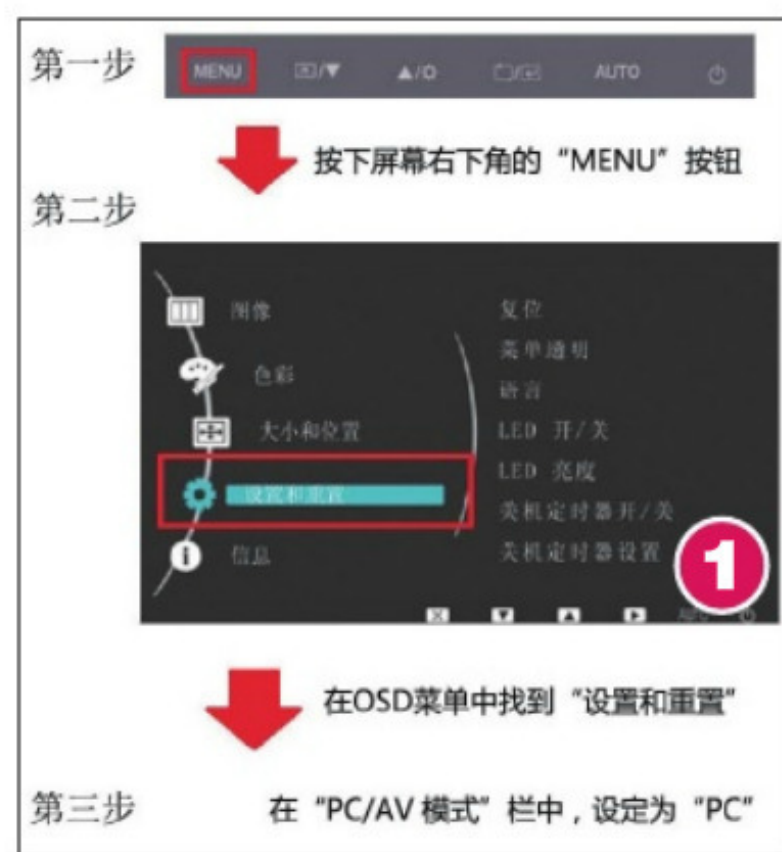 第一步
MENU ▼ ▲ AUTO
按下屏幕右下角的“MENU”按钮
第二步
图像
色彩
大小和位置
设置和重置
信息
复位
菜单透明
语言
LED 开/关
LED 亮度
关机定时器开/关
关机定时器设置
1
AUTO
在OSD菜单中找到“设置和重置”
第三步
在“PC/AV 模式”栏中，设定为“PC”